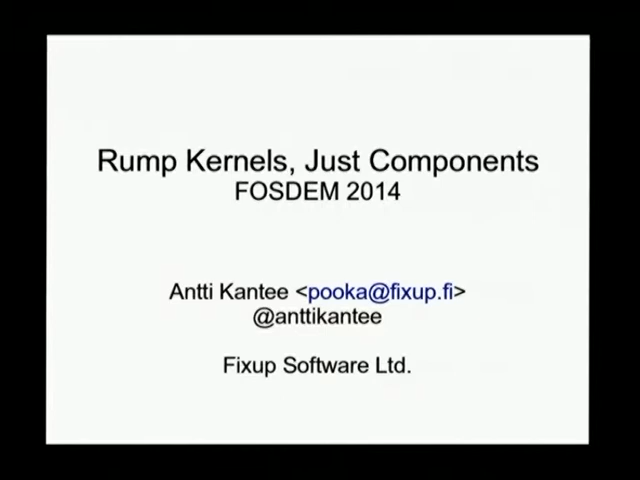 Rump Kernels, Just Components
FOSDEM 2014
Antti Kantee <pooka@fixup.fi>
@anttikantee
Fixup Software Ltd.